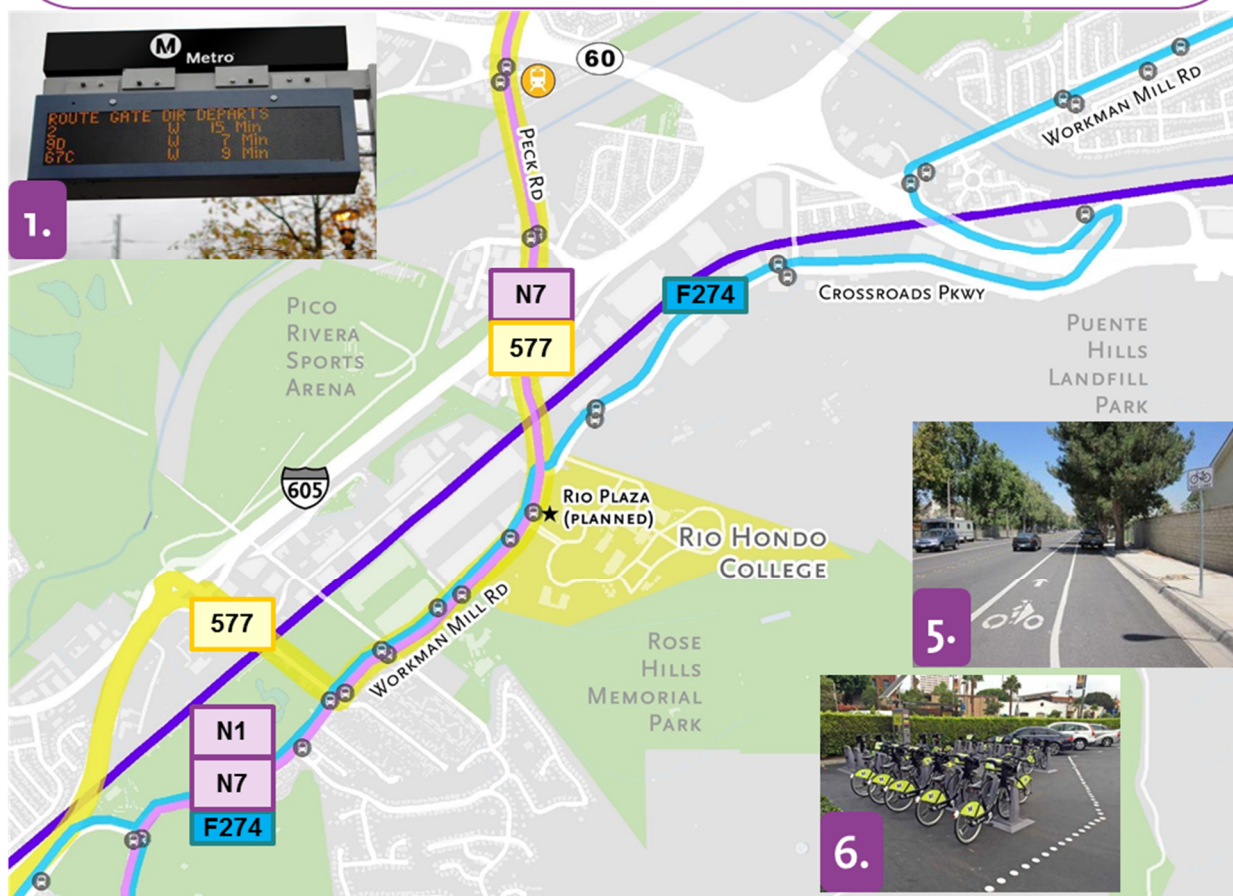 M Metro
ROUTE GATE DIR DEPARTS
2 W 15 Min
9D W 7 Min
67C W 9 Min
1.
60
PECK RD
WORKMAN MILL RD
N7
577
F274
CROSSROADS PKWY
PICO
RIVERA
SPORTS
ARENA
PUENTE
HILLS
LANDFILL
PARK
605
RIO PLAZA
(PLANNED)
RIO HONDO
COLLEGE
577
WORKMAN MILL RD
ROSE
HILLS
MEMORIAL
PARK
N1
N7
F274
5.
6.